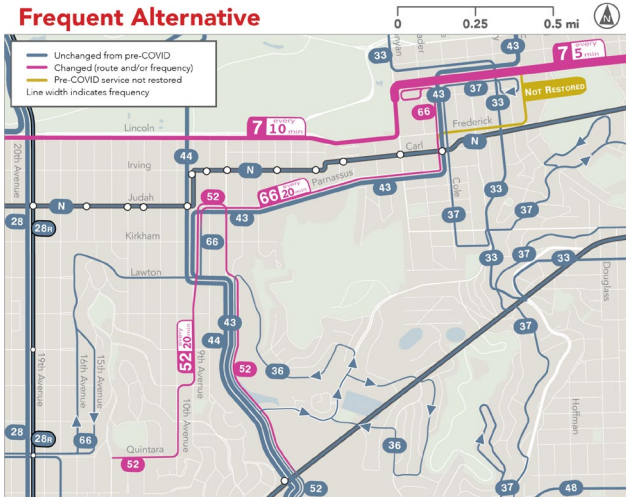 Frequent Alternative
0 0.25 0.5 mi
N
Unchanged from pre-COVID
Changed (route and/or frequency)
Pre-COVID service not restored
Line width indicates frequency
33
43
7 every 5 min
37
43
33
NOT RESTORED
66
Frederick
Lincoln
7 every 10 min
Carl
N
20th Avenue
44
Irving
N
Parnassus
66 every 20 min
43
Cole
33
Judah
N
52
43
37
37
28
28R
Kirkham
66
33
37
33
Lawton
Douglass
43
37
44
52 every 20 min
19th Avenue
16th Avenue
15th Avenue
9th Avenue
10th Avenue
52
36
Hoffman
28
28R
66
Quintara
52
36
52
37
48